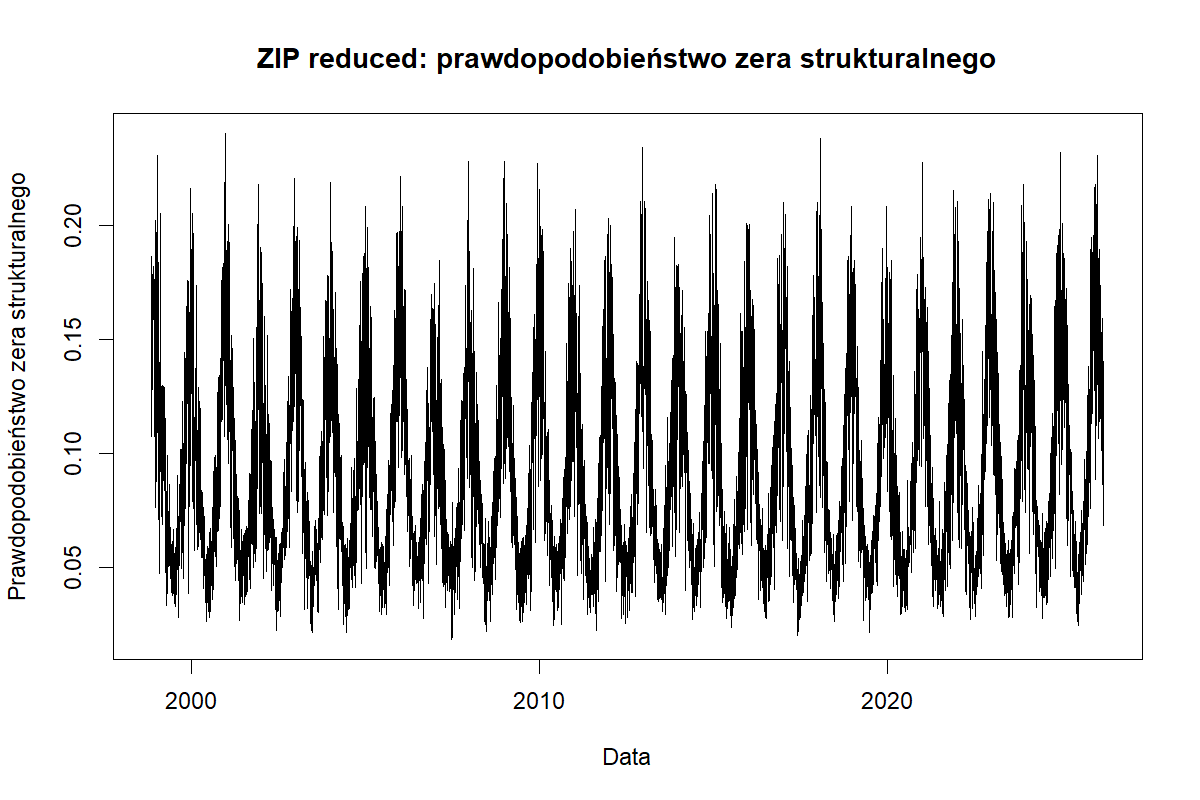 ZIP reduced: prawdopodobieństwo zera strukturalnego
Prawdopodobieństwo zera strukturalnego
0.20
0.15
0.10
0.05
2000
2010
2020
Data